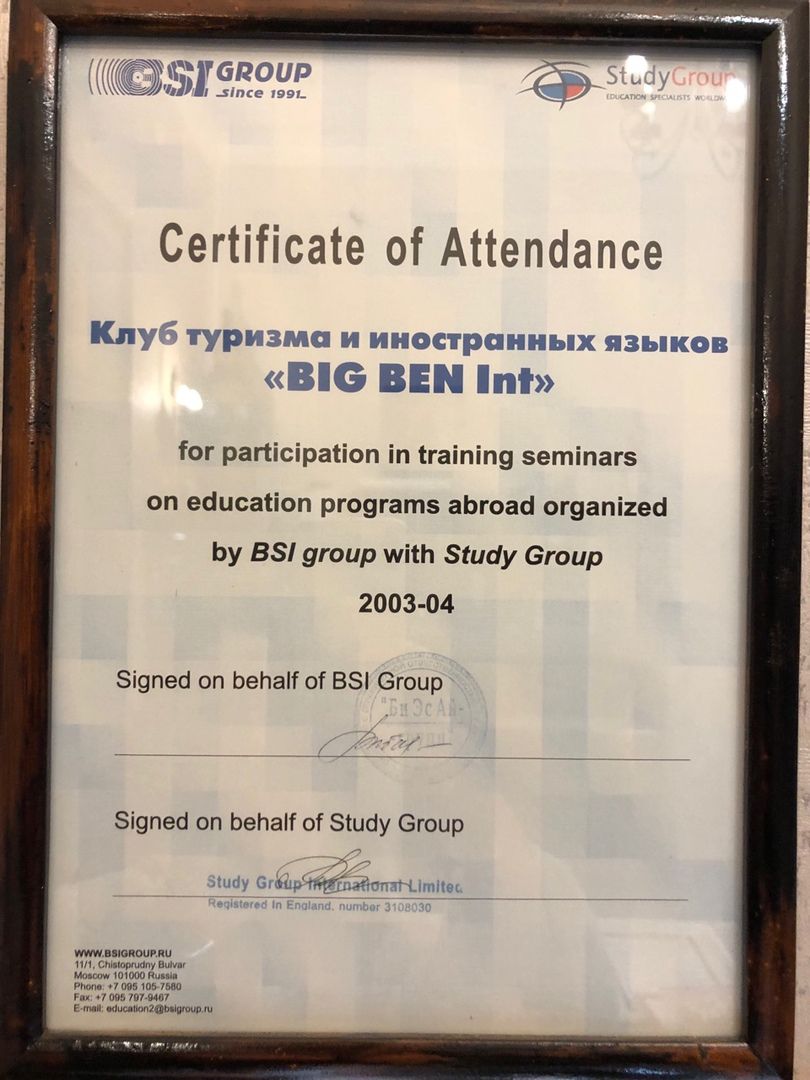 BSI GROUP
since 1991
StudyGroup
EDUCATION SPECIALISTS
Certificate of Attendance
Клуб туризма и иностранных языков
«BIG BEN Int»
for participation in training seminars
on education programs abroad organized
by BSI group with Study Group
2003-04
Signed on behalf of BSI Group
"Би Эс Ай-
Signed on behalf of Study Group
Study Group International Limited.
Registered In England. number 3108030
WWW.BSIGROUP.RU
11/1, Chistoprudny Bulvar
Moscow 101000 Russia
Phone: +7 095 105-7580
Fax: +7 095 797-9467
E-mail: education2@bsigroup.ru